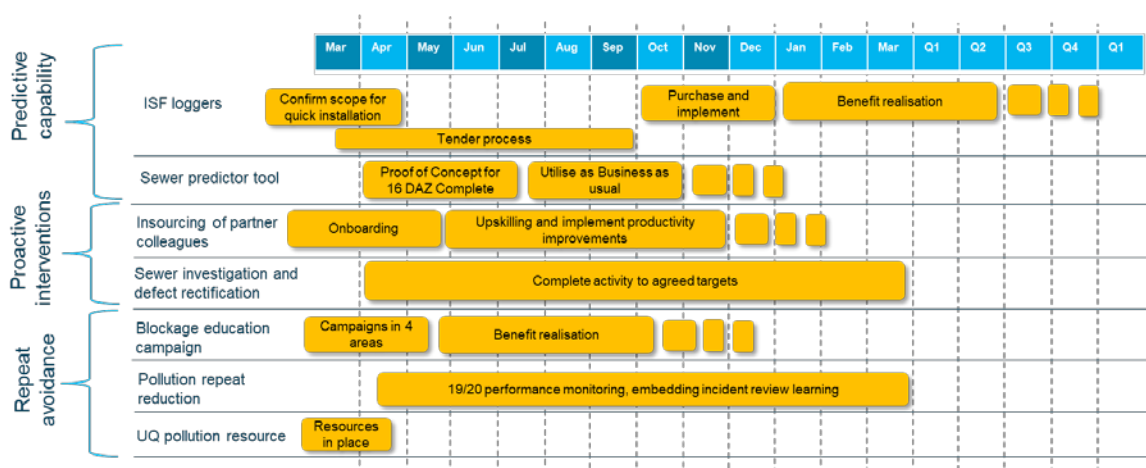 Mar Apr May Jun Jul Aug Sep Oct Nov Dec Jan Feb Mar Q1 Q2 Q3 Q4 Q1
Predictive
capability
ISF loggers
Confirm scope for
quick installation
Purchase and
implement
Benefit realisation
Tender process
Sewer predictor tool
Proof of Concept for
16 DAZ Complete
Utilise as Business as
usual
Proactive
interventions
Insourcing of partner
colleagues
Onboarding
Upskilling and implement productivity
improvements
Sewer investigation and
defect rectification
Complete activity to agreed targets
Repeat
avoidance
Blockage education
campaign
Campaigns in 4
areas
Benefit realisation
Pollution repeat
reduction
19/20 performance monitoring, embedding incident review learning
UQ pollution resource
Resources
in place